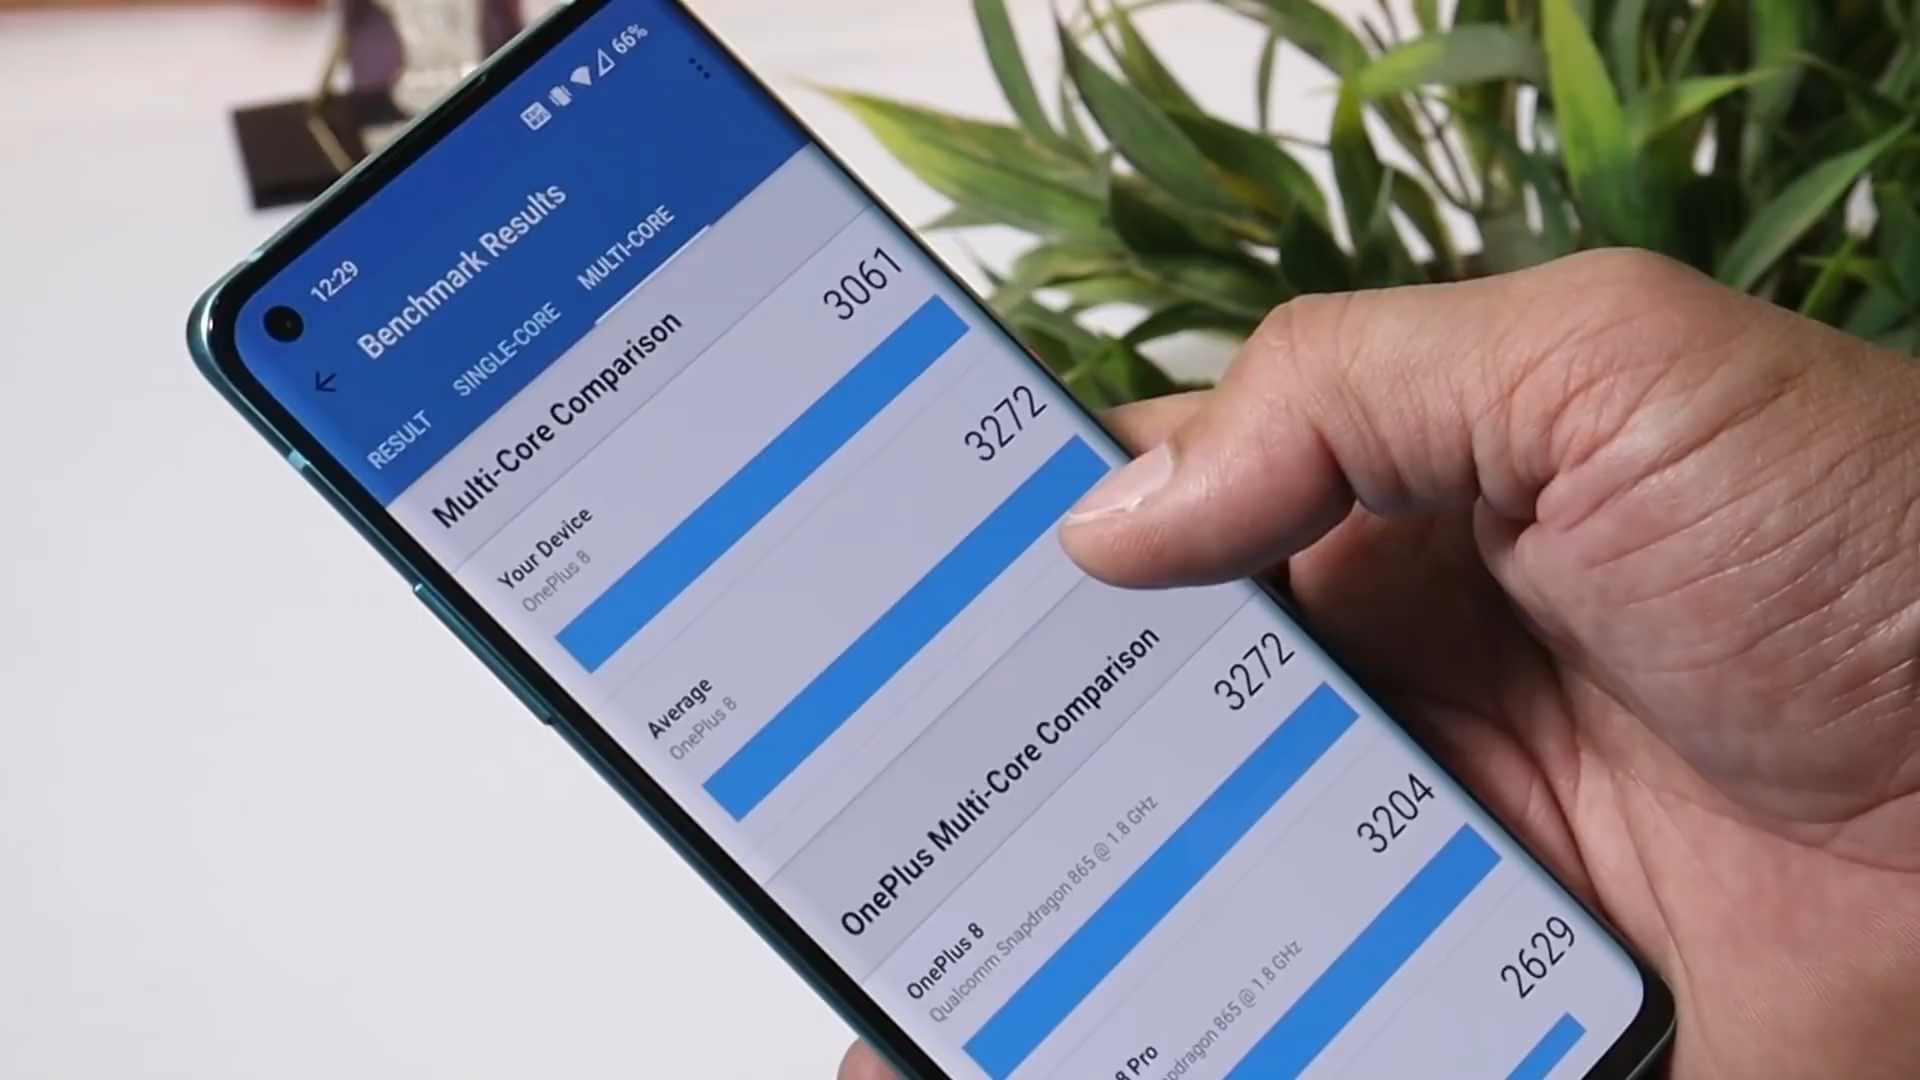 12:29
66%
Benchmark Results
RESULT SINGLE-CORE MULTI-CORE
Multi-Core Comparison
Your Device 3061
OnePlus 8
Average 3272
OnePlus 8
OnePlus Multi-Core Comparison
OnePlus 8 3272
Qualcomm Snapdragon 865 @ 1.8 GHz
8 Pro 3204
865 @ 1.8 GHz
2629